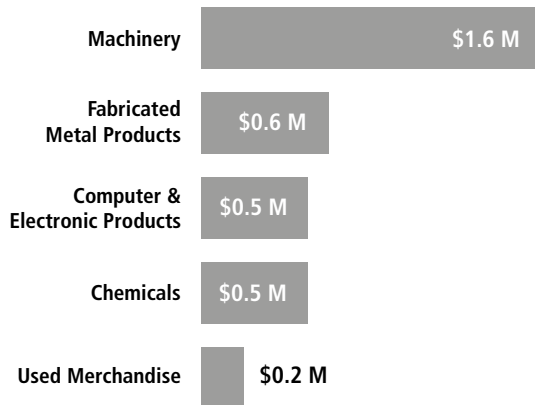 Machinery
$1.6 M
Fabricated
Metal Products
$0.6 M
Computer &
Electronic Products
$0.5 M
Chemicals
$0.5 M
Used Merchandise
$0.2 M